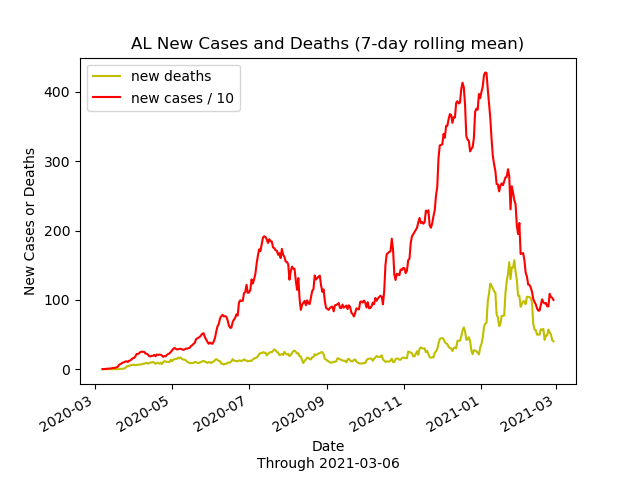 AL New Cases and Deaths (7-day rolling mean)
new deaths
new cases / 10
New Cases or Deaths
400
300
200
100
0
2020-03
2020-05
2020-07
2020-09
2020-11
2021-01
2021-03
Date
Through 2021-03-06